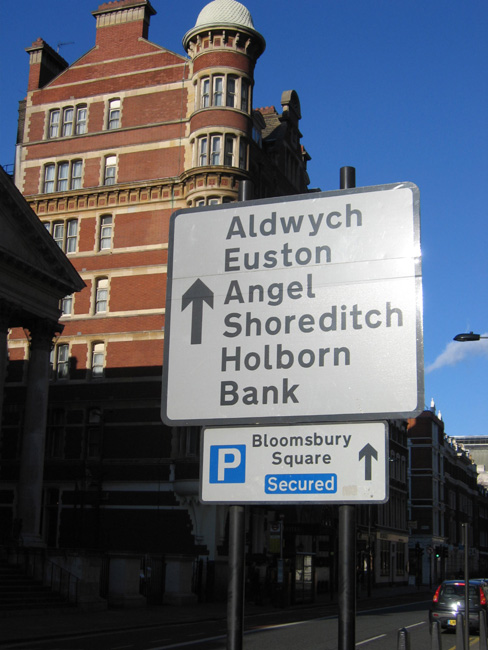 Aldwych
Euston
Angel
Shoreditch
Holborn
Bank
P
Bloomsbury
Square
Secured